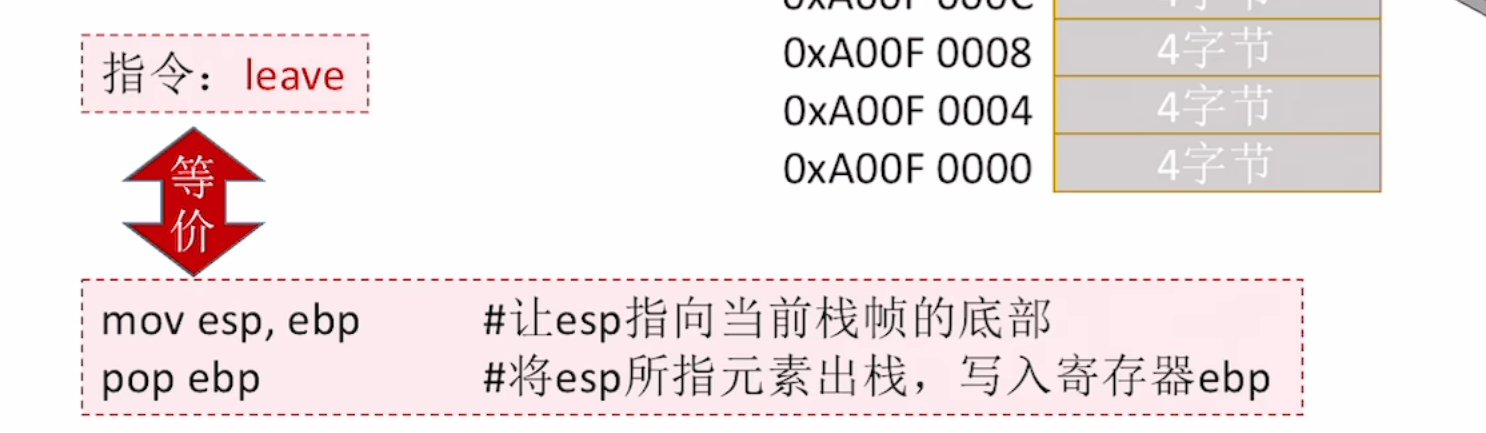 0xA00F 000C
4字节
指令：leave
0xA00F 0008
4字节
0xA00F 0004
4字节
0xA00F 0000
4字节
等价
mov esp, ebp #让esp指向当前栈帧的底部
pop ebp #将esp所指元素出栈，写入寄存器ebp